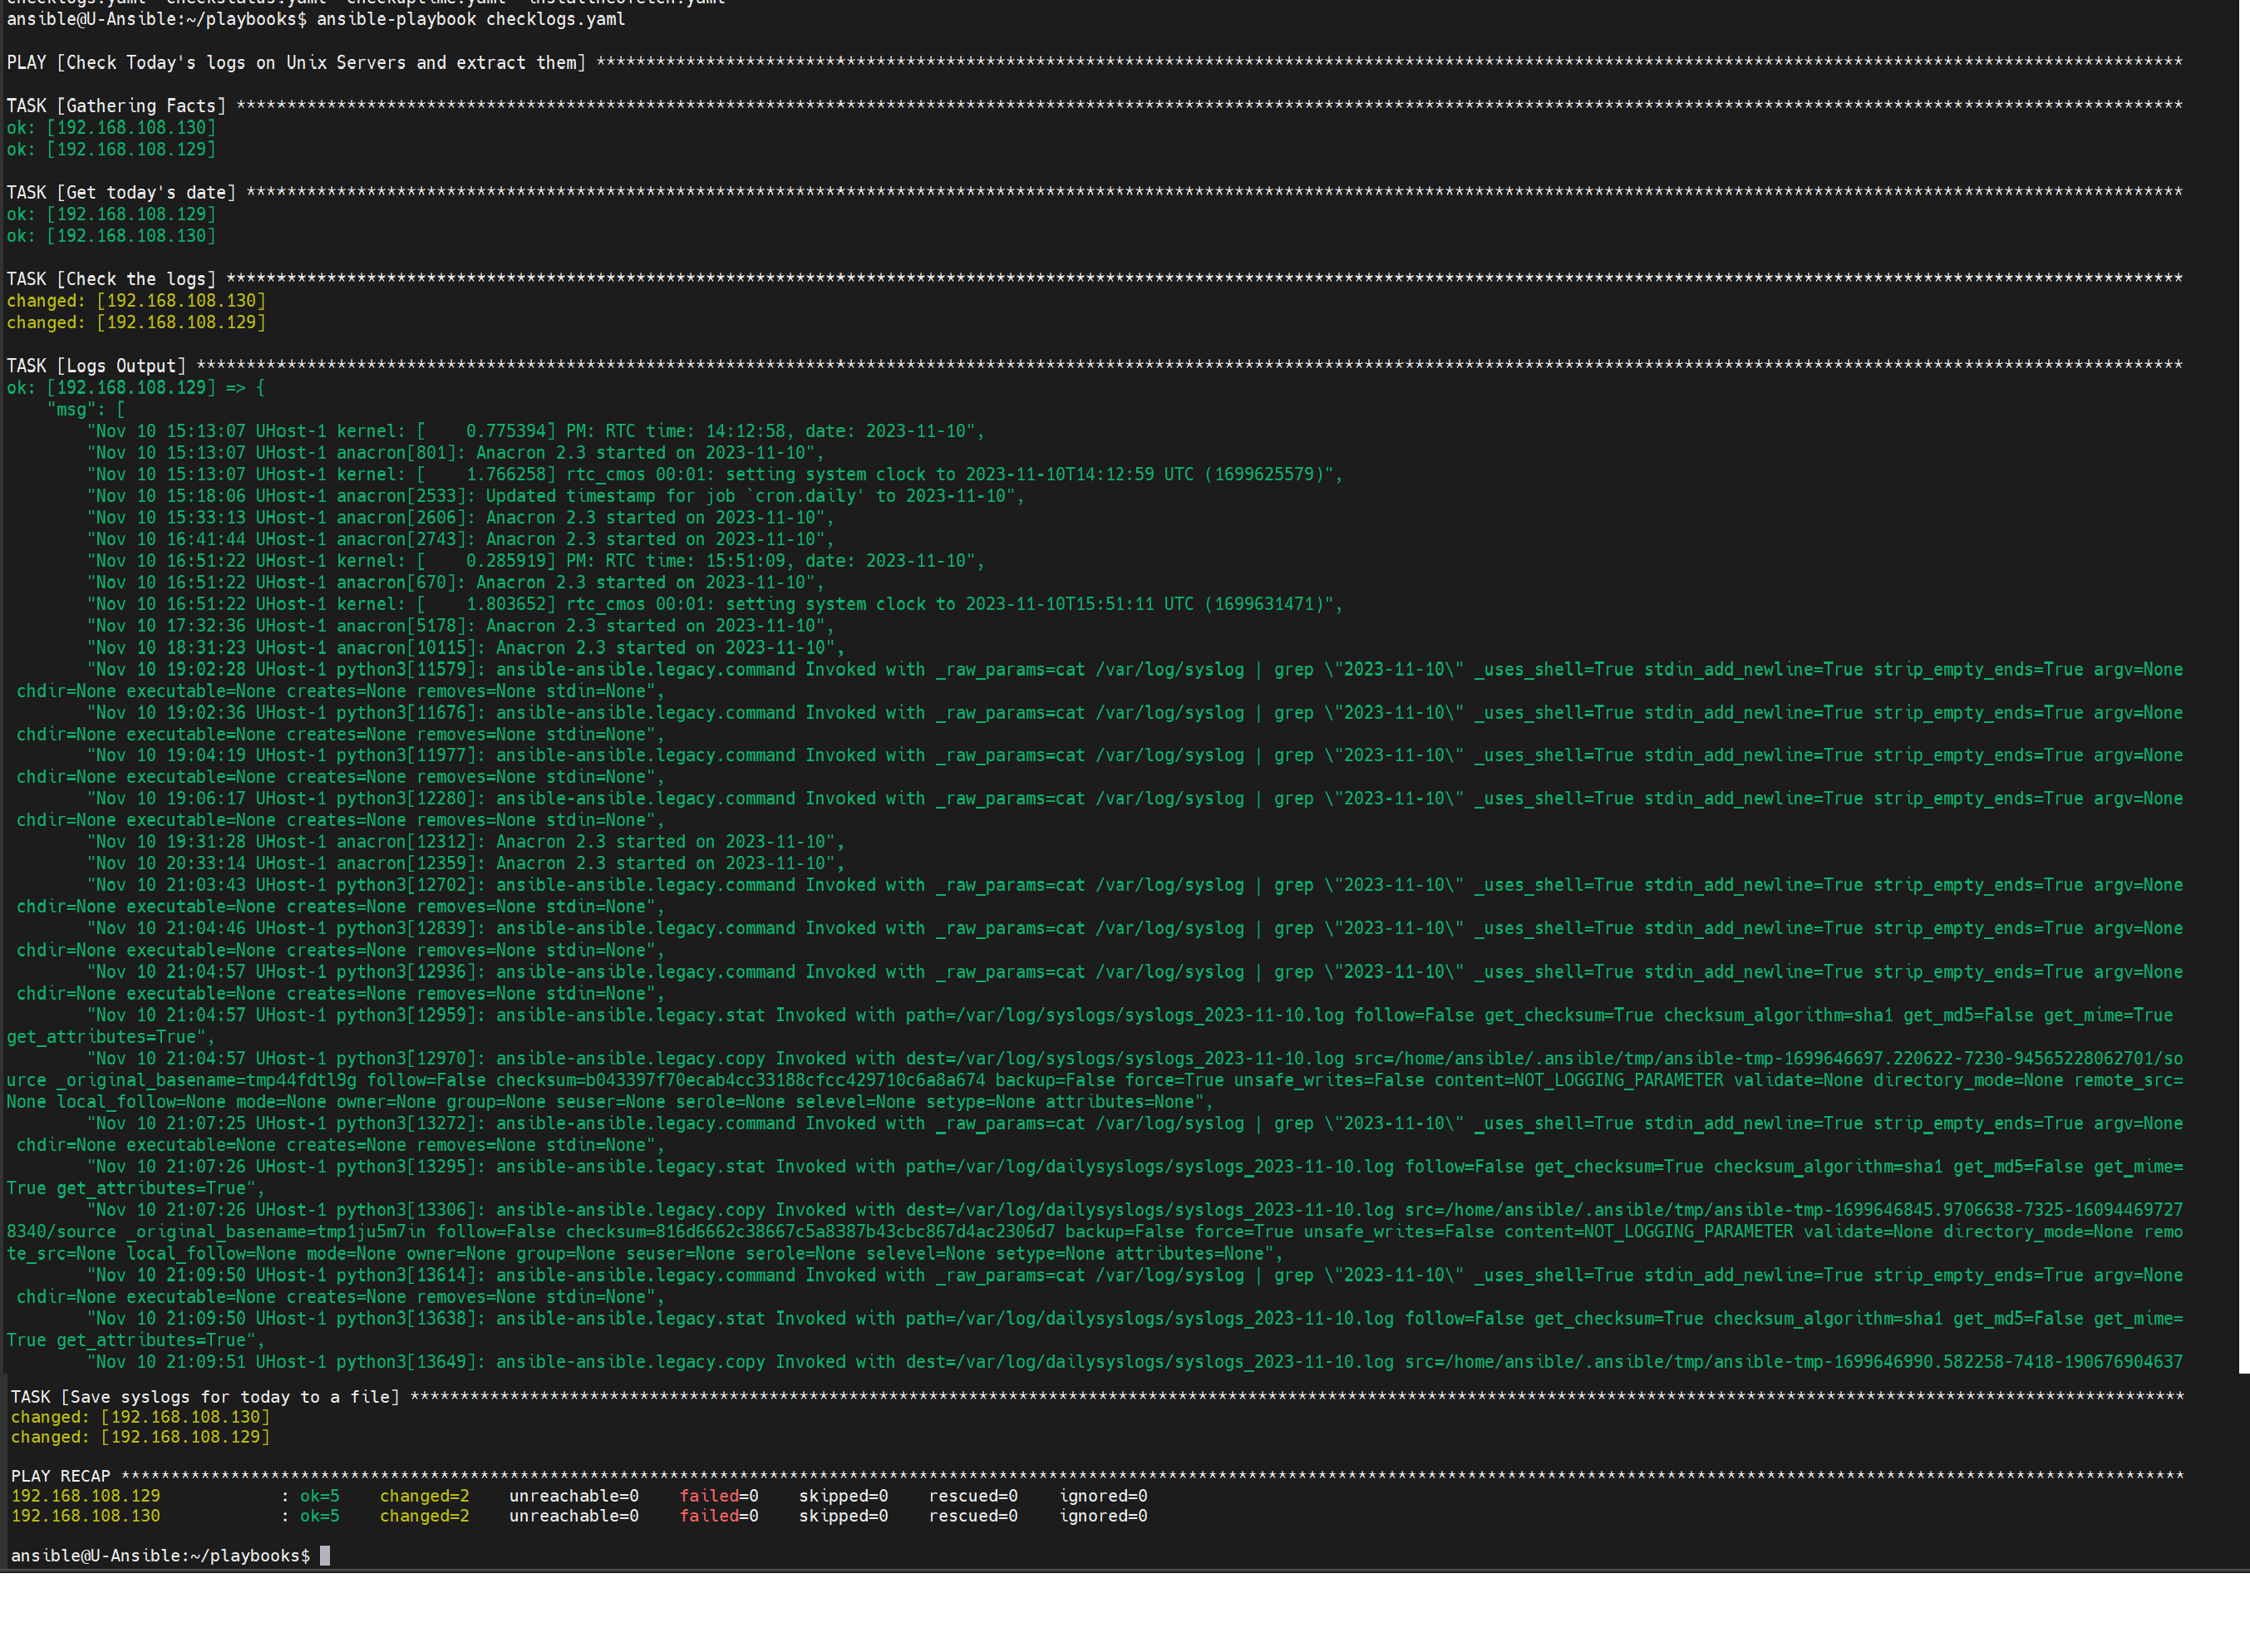 checklogs.yaml  checkstatus.yaml  checkuptime.yaml  installneofetch.yaml
ansible@U-Ansible:~/playbooks$ ansible-playbook checklogs.yaml
PLAY [Check Today's logs on Unix Servers and extract them] ***************************************************************************************************************************************************************
TASK [Gathering Facts] ***************************************************************************************************************************************************************************************************
ok: [192.168.108.130]
ok: [192.168.108.129]
TASK [Get today's date] **************************************************************************************************************************************************************************************************
ok: [192.168.108.129]
ok: [192.168.108.130]
TASK [Check the logs] ****************************************************************************************************************************************************************************************************
changed: [192.168.108.130]
changed: [192.168.108.129]
TASK [Logs Output] *******************************************************************************************************************************************************************************************************
ok: [192.168.108.129] => {
    "msg": [
        "Nov 10 15:13:07 UHost-1 kernel: [    0.775394] PM: RTC time: 14:12:58, date: 2023-11-10",
        "Nov 10 15:13:07 UHost-1 anacron[801]: Anacron 2.3 started on 2023-11-10",
        "Nov 10 15:13:07 UHost-1 kernel: [    1.766258] rtc_cmos 00:01: setting system clock to 2023-11-10T14:12:59 UTC (1699625579)",
        "Nov 10 15:18:06 UHost-1 anacron[2533]: Updated timestamp for job `cron.daily' to 2023-11-10",
        "Nov 10 15:33:13 UHost-1 anacron[2606]: Anacron 2.3 started on 2023-11-10",
        "Nov 10 16:41:44 UHost-1 anacron[2743]: Anacron 2.3 started on 2023-11-10",
        "Nov 10 16:51:22 UHost-1 kernel: [    0.285919] PM: RTC time: 15:51:09, date: 2023-11-10",
        "Nov 10 16:51:22 UHost-1 anacron[670]: Anacron 2.3 started on 2023-11-10",
        "Nov 10 16:51:22 UHost-1 kernel: [    1.803652] rtc_cmos 00:01: setting system clock to 2023-11-10T15:51:11 UTC (1699631471)",
        "Nov 10 17:32:36 UHost-1 anacron[5178]: Anacron 2.3 started on 2023-11-10",
        "Nov 10 18:31:23 UHost-1 anacron[10115]: Anacron 2.3 started on 2023-11-10",
        "Nov 10 19:02:28 UHost-1 python3[11579]: ansible-ansible.legacy.command Invoked with _raw_params=cat /var/log/syslog | grep \"2023-11-10\" _uses_shell=True stdin_add_newline=True strip_empty_ends=True argv=None
 chdir=None executable=None creates=None removes=None stdin=None",
        "Nov 10 19:02:36 UHost-1 python3[11676]: ansible-ansible.legacy.command Invoked with _raw_params=cat /var/log/syslog | grep \"2023-11-10\" _uses_shell=True stdin_add_newline=True strip_empty_ends=True argv=None
 chdir=None executable=None creates=None removes=None stdin=None",
        "Nov 10 19:04:19 UHost-1 python3[11977]: ansible-ansible.legacy.command Invoked with _raw_params=cat /var/log/syslog | grep \"2023-11-10\" _uses_shell=True stdin_add_newline=True strip_empty_ends=True argv=None
 chdir=None executable=None creates=None removes=None stdin=None",
        "Nov 10 19:06:17 UHost-1 python3[12280]: ansible-ansible.legacy.command Invoked with _raw_params=cat /var/log/syslog | grep \"2023-11-10\" _uses_shell=True stdin_add_newline=True strip_empty_ends=True argv=None
 chdir=None executable=None creates=None removes=None stdin=None",
        "Nov 10 19:31:28 UHost-1 anacron[12312]: Anacron 2.3 started on 2023-11-10",
        "Nov 10 20:33:14 UHost-1 anacron[12359]: Anacron 2.3 started on 2023-11-10",
        "Nov 10 21:03:43 UHost-1 python3[12702]: ansible-ansible.legacy.command Invoked with _raw_params=cat /var/log/syslog | grep \"2023-11-10\" _uses_shell=True stdin_add_newline=True strip_empty_ends=True argv=None
 chdir=None executable=None creates=None removes=None stdin=None",
        "Nov 10 21:04:46 UHost-1 python3[12839]: ansible-ansible.legacy.command Invoked with _raw_params=cat /var/log/syslog | grep \"2023-11-10\" _uses_shell=True stdin_add_newline=True strip_empty_ends=True argv=None
 chdir=None executable=None creates=None removes=None stdin=None",
        "Nov 10 21:04:57 UHost-1 python3[12936]: ansible-ansible.legacy.command Invoked with _raw_params=cat /var/log/syslog | grep \"2023-11-10\" _uses_shell=True stdin_add_newline=True strip_empty_ends=True argv=None
 chdir=None executable=None creates=None removes=None stdin=None",
        "Nov 10 21:04:57 UHost-1 python3[12959]: ansible-ansible.legacy.stat Invoked with path=/var/log/syslogs/syslogs_2023-11-10.log follow=False get_checksum=True checksum_algorithm=sha1 get_md5=False get_mime=True
get_attributes=True",
        "Nov 10 21:04:57 UHost-1 python3[12970]: ansible-ansible.legacy.copy Invoked with dest=/var/log/syslogs/syslogs_2023-11-10.log src=/home/ansible/.ansible/tmp/ansible-tmp-1699646697.220622-7230-94565228062701/so
urce _original_basename=tmp44fdtl9g follow=False checksum=b043397f70ecab4cc33188cfcc429710c6a8a674 backup=False force=True unsafe_writes=False content=NOT_LOGGING_PARAMETER validate=None directory_mode=None remote_src=
None local_follow=None mode=None owner=None group=None seuser=None serole=None selevel=None setype=None attributes=None",
        "Nov 10 21:07:25 UHost-1 python3[13272]: ansible-ansible.legacy.command Invoked with _raw_params=cat /var/log/syslog | grep \"2023-11-10\" _uses_shell=True stdin_add_newline=True strip_empty_ends=True argv=None
 chdir=None executable=None creates=None removes=None stdin=None",
        "Nov 10 21:07:26 UHost-1 python3[13295]: ansible-ansible.legacy.stat Invoked with path=/var/log/dailysyslogs/syslogs_2023-11-10.log follow=False get_checksum=True checksum_algorithm=sha1 get_md5=False get_mime=
True get_attributes=True",
        "Nov 10 21:07:26 UHost-1 python3[13306]: ansible-ansible.legacy.copy Invoked with dest=/var/log/dailysyslogs/syslogs_2023-11-10.log src=/home/ansible/.ansible/tmp/ansible-tmp-1699646845.9706638-7325-16094469727
8340/source _original_basename=tmp1ju5m7in follow=False checksum=816d6662c38667c5a8387b43cbc867d4ac2306d7 backup=False force=True unsafe_writes=False content=NOT_LOGGING_PARAMETER validate=None directory_mode=None remo
te_src=None local_follow=None mode=None owner=None group=None seuser=None serole=None selevel=None setype=None attributes=None",
        "Nov 10 21:09:50 UHost-1 python3[13614]: ansible-ansible.legacy.command Invoked with _raw_params=cat /var/log/syslog | grep \"2023-11-10\" _uses_shell=True stdin_add_newline=True strip_empty_ends=True argv=None
 chdir=None executable=None creates=None removes=None stdin=None",
        "Nov 10 21:09:50 UHost-1 python3[13638]: ansible-ansible.legacy.stat Invoked with path=/var/log/dailysyslogs/syslogs_2023-11-10.log follow=False get_checksum=True checksum_algorithm=sha1 get_md5=False get_mime=
True get_attributes=True",
        "Nov 10 21:09:51 UHost-1 python3[13649]: ansible-ansible.legacy.copy Invoked with dest=/var/log/dailysyslogs/syslogs_2023-11-10.log src=/home/ansible/.ansible/tmp/ansible-tmp-1699646990.582258-7418-190676904637
TASK [Save syslogs for today to a file] **********************************************************************************************************************************************************************************
changed: [192.168.108.130]
changed: [192.168.108.129]
PLAY RECAP ***************************************************************************************************************************************************************************************************************
192.168.108.129            : ok=5    changed=2    unreachable=0    failed=0    skipped=0    rescued=0    ignored=0
192.168.108.130            : ok=5    changed=2    unreachable=0    failed=0    skipped=0    rescued=0    ignored=0
ansible@U-Ansible:~/playbooks$